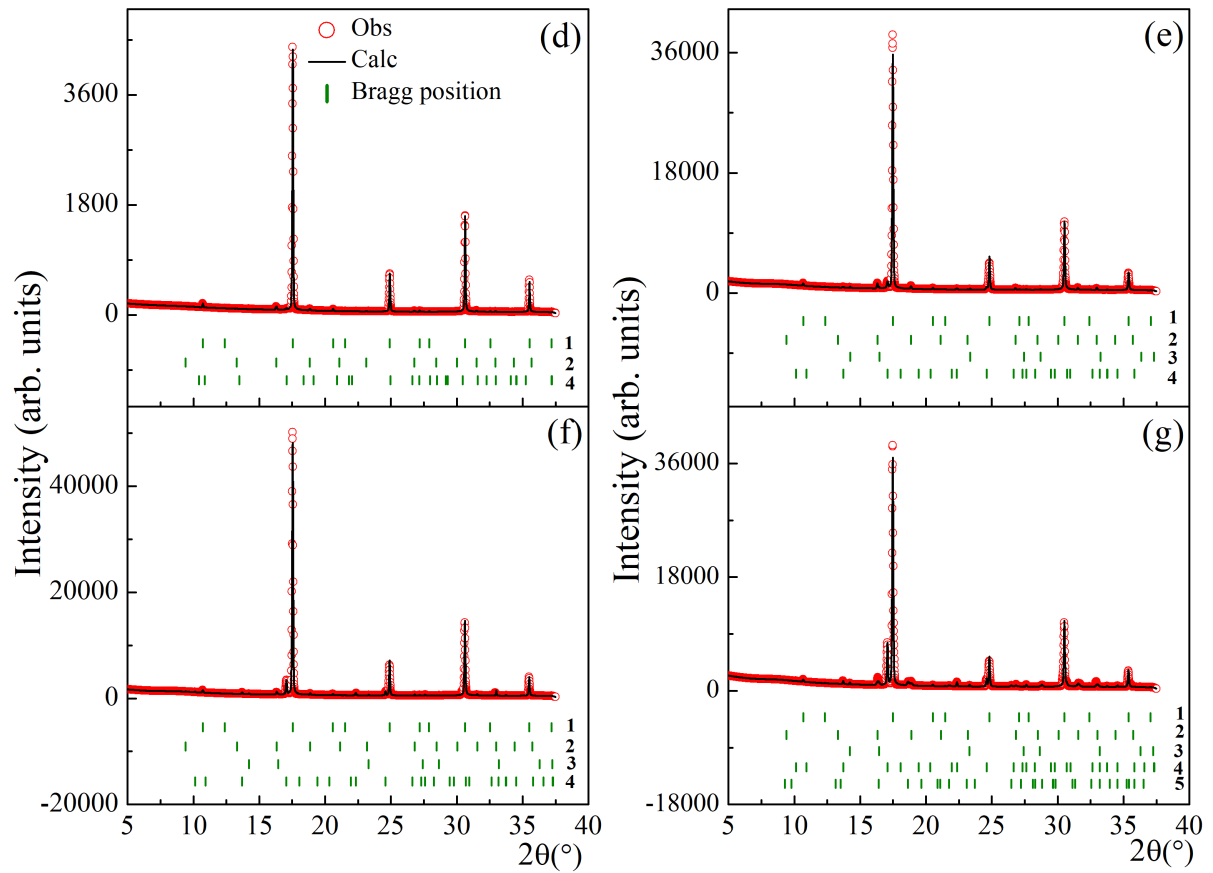 (d)
Obs
Calc
Bragg position
3600
1800
0
1
2
4
(e)
36000
18000
0
1
2
3
4
Intensity (arb. units)
Intensity (arb. units)
(f)
40000
20000
0
-20000
1
2
3
4
5 10 15 20 25 30 35 40
2θ(°)
(g)
36000
18000
0
-18000
1
2
3
4
5
5 10 15 20 25 30 35 40
2θ(°)